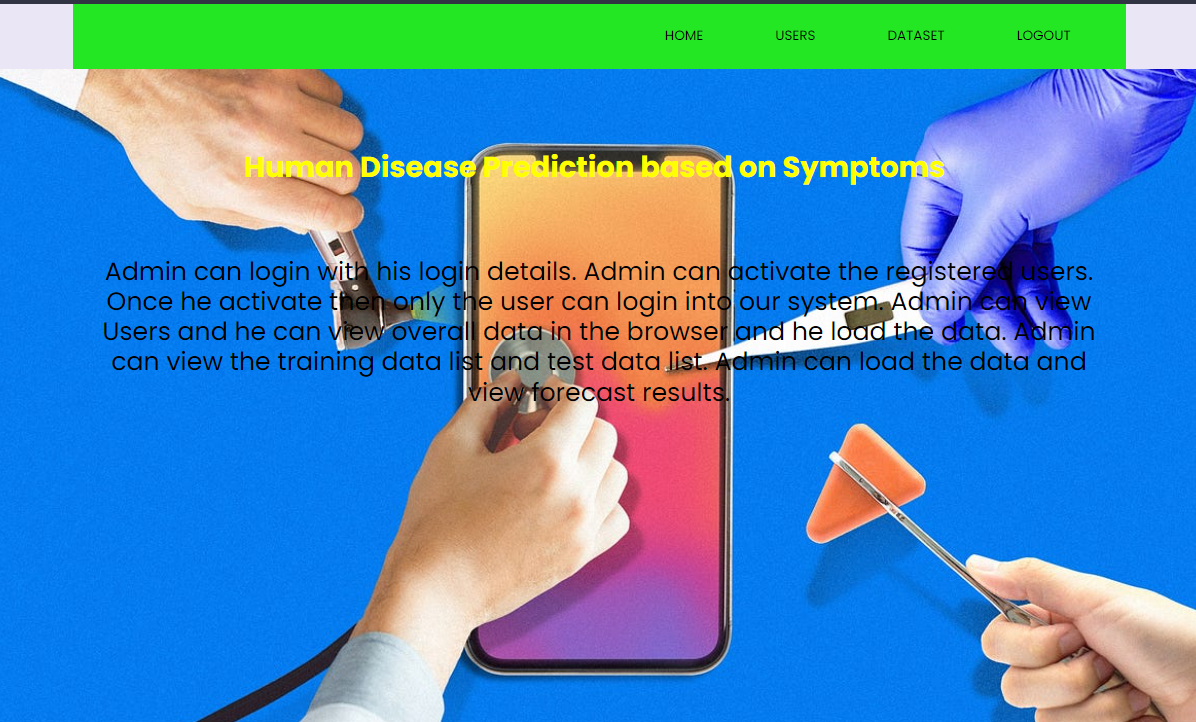 HOME USERS DATASET LOGOUT
Human Disease Prediction based on Symptoms
Admin can login with his login details. Admin can activate the registered users.
Once he activate then only the user can login into our system. Admin can view
Users and he can view overall data in the browser and he load the data. Admin
can view the training data list and test data list. Admin can load the data and
view forecast results.